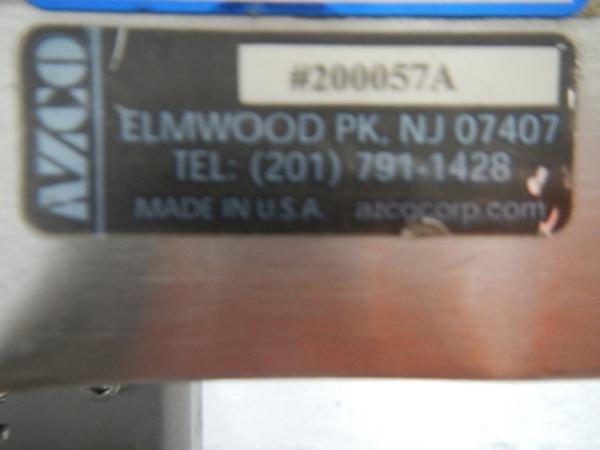 AZCO
#200057A
ELMWOOD PK. NJ 07407
TEL: (201) 791-1428
MADE IN U.S.A. azcocorp.com